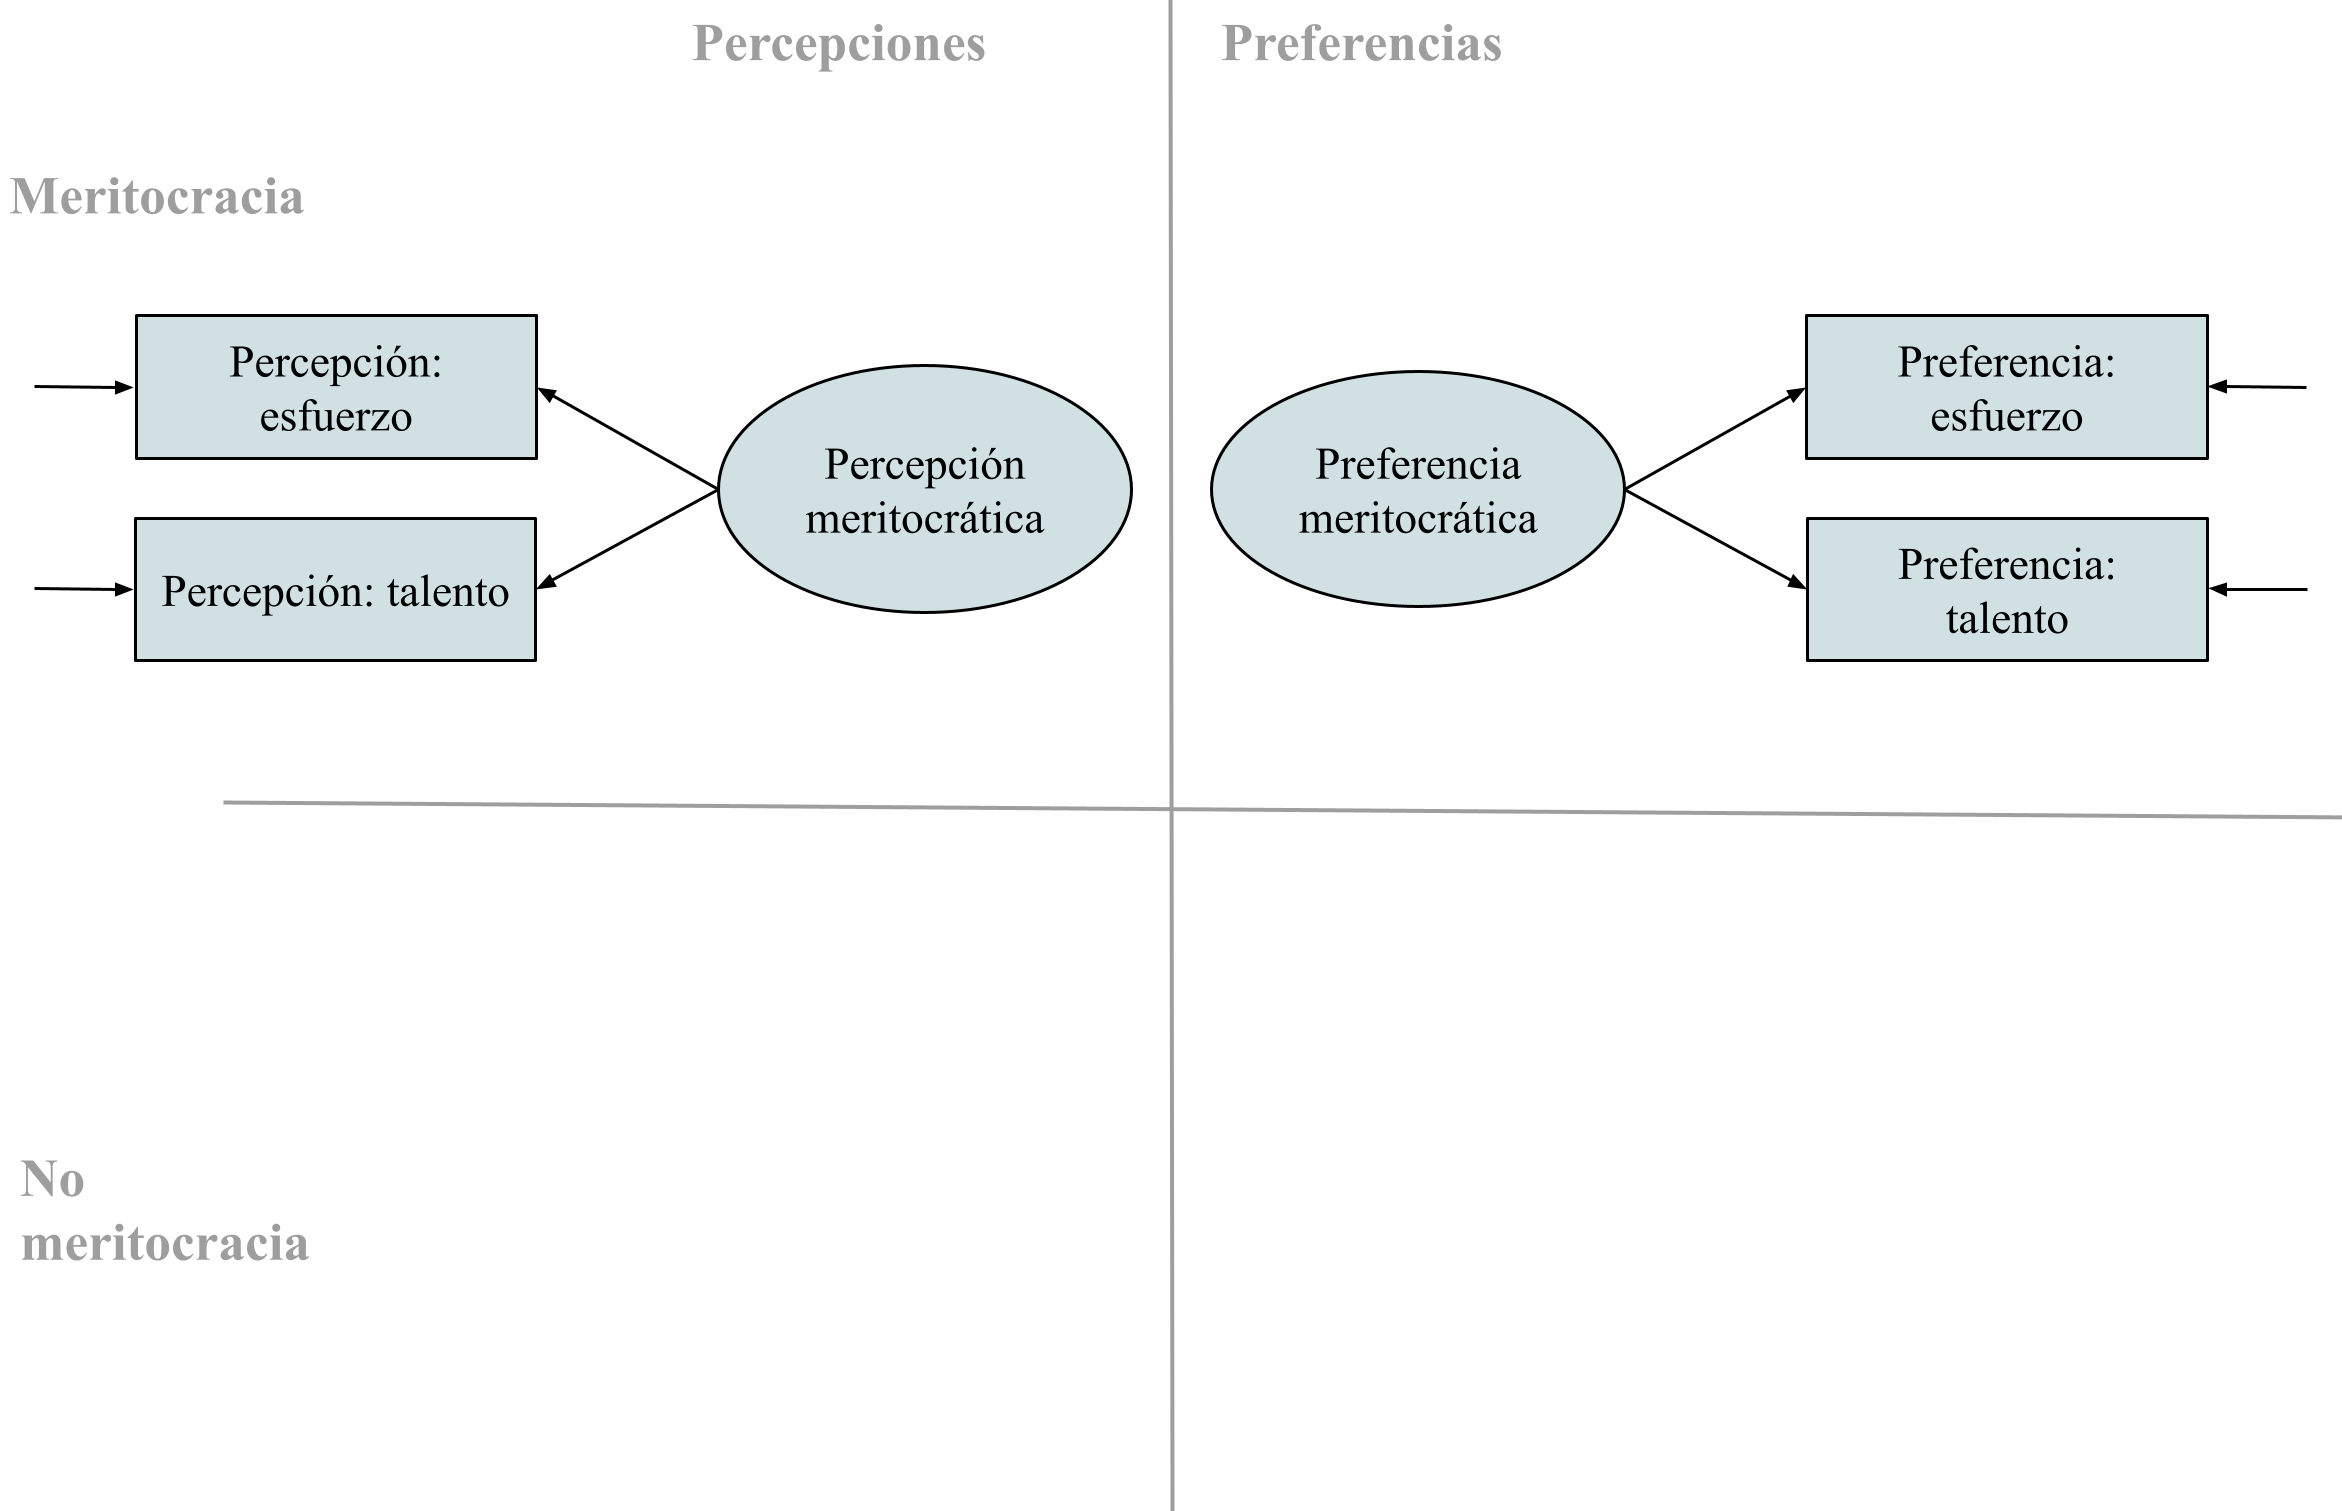 Percepciones
Preferencias
Meritocracia
Percepción:
esfuerzo
Percepción: talento
Percepción
meritocrática
Preferencia
meritocrática
Preferencia:
esfuerzo
Preferencia:
talento
No
meritocracia